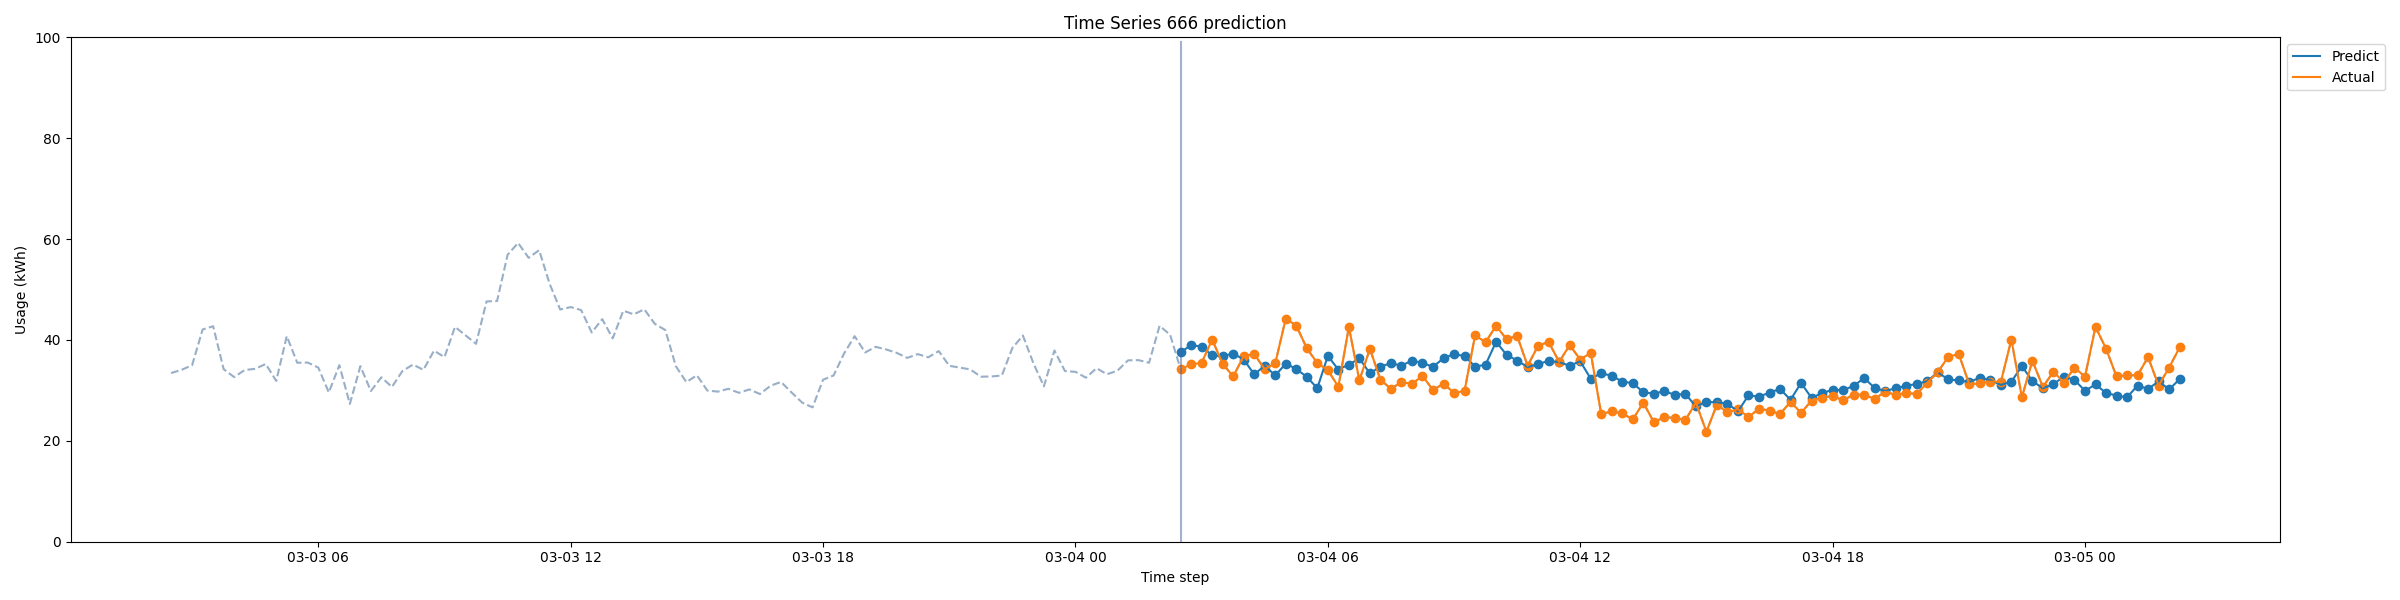 Time Series 666 prediction
Predict
Actual
Usage (kWh)
100
80
60
40
20
0
03-03 06
03-03 12
03-03 18
03-04 00
03-04 06
03-04 12
03-04 18
03-05 00
Time step